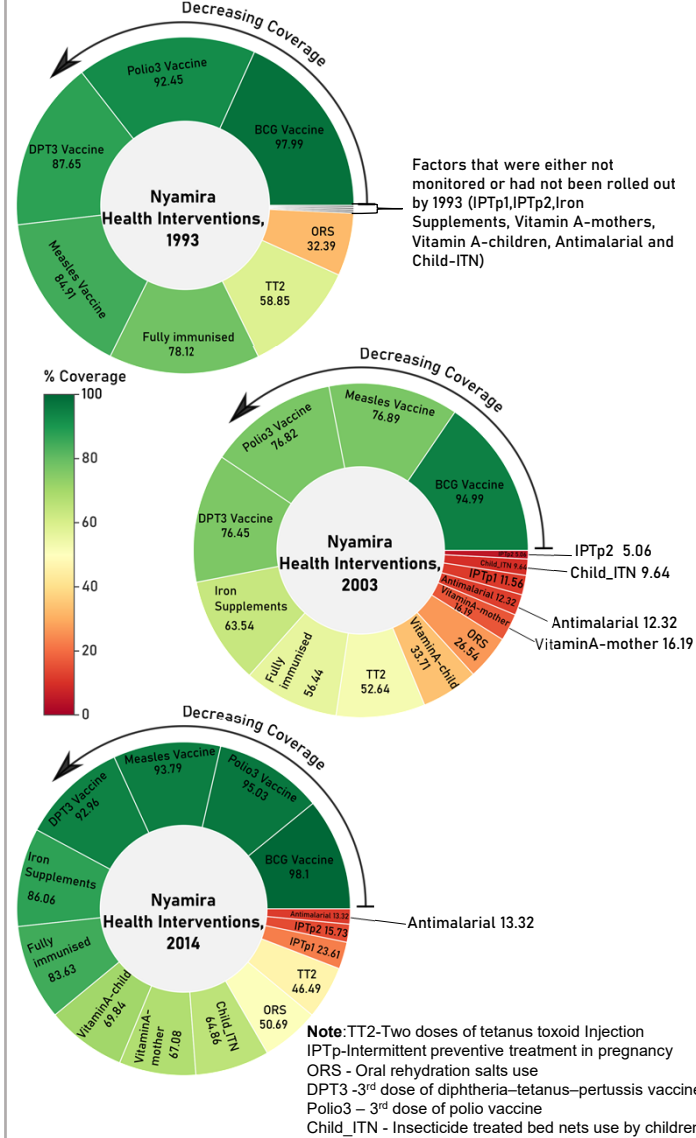 Decreasing Coverage
Polio3 Vaccine
92.45
BCG Vaccine
97.99
DPT3 Vaccine
87.65
Measles Vaccine
84.91
Fully immunised
78.12
TT2
58.85
ORS
32.39
Nyamira
Health Interventions,
1993
Factors that were either not
monitored or had not been rolled out
by 1993 (IPTp1,IPTp2,Iron
Supplements, Vitamin A-mothers,
Vitamin A-children, Antimalarial and
Child-ITN)
% Coverage
100
80
60
40
20
0
Decreasing Coverage
Measles Vaccine
76.89
Polio3 Vaccine
76.82
BCG Vaccine
94.99
DPT3 Vaccine
76.45
Iron
Supplements
63.54
Fully
immunised
56.44
TT2
52.64
VitaminA-child
33.71
ORS
26.54
VitaminA-mother
16.19
Antimalarial 12.32
IPTp1 11.56
Child_ITN 9.64
IPTp2 5.06
Nyamira
Health Interventions,
2003
IPTp2 5.06
Child_ITN 9.64
Antimalarial 12.32
VitaminA-mother 16.19
Decreasing Coverage
Measles Vaccine
93.79
Polio3 Vaccine
95.03
DPT3 Vaccine
92.96
BCG Vaccine
98.1
Iron
Supplements
86.06
Fully
immunised
83.63
VitaminA-child
69.84
VitaminA-
mother
67.08
Child_ITN
64.86
ORS
50.69
TT2
46.49
IPTp1 23.61
IPTp2 15.73
Antimalarial 13.32
Nyamira
Health Interventions,
2014
Antimalarial 13.32
Note:TT2-Two doses of tetanus toxoid Injection
IPTp-Intermittent preventive treatment in pregnancy
ORS - Oral rehydration salts use
DPT3 -3rd dose of diphtheria–tetanus–pertussis vaccine
Polio3 – 3rd dose of polio vaccine
Child_ITN - Insecticide treated bed nets use by children